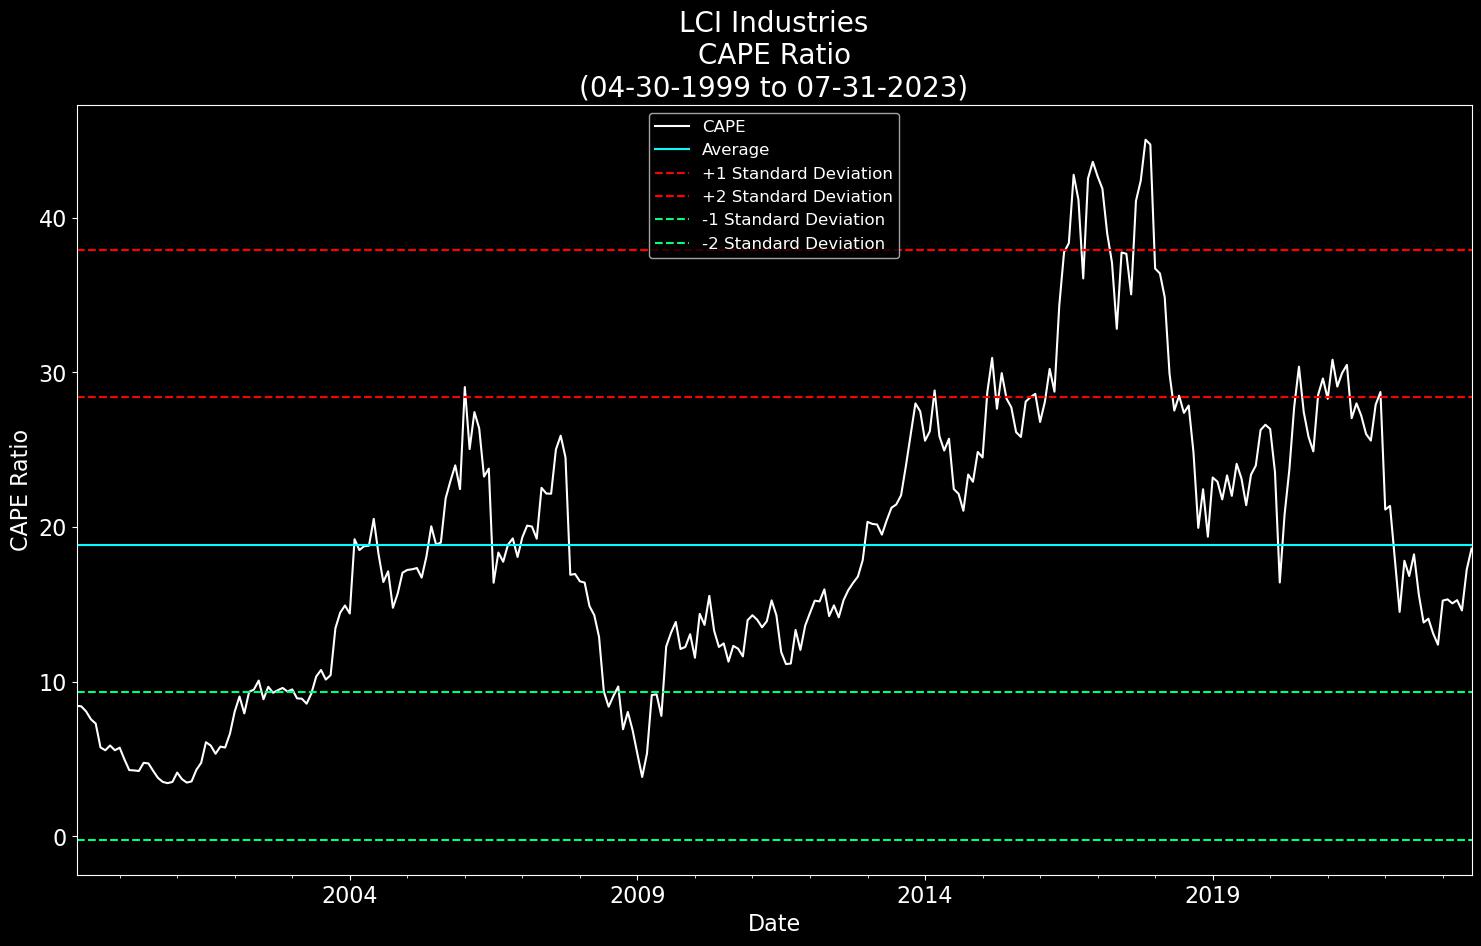 LCI Industries
CAPE Ratio
(04-30-1999 to 07-31-2023)
CAPE
Average
+1 Standard Deviation
+2 Standard Deviation
-1 Standard Deviation
-2 Standard Deviation
CAPE Ratio
40
30
20
10
0
2004 2009 2014 2019
Date